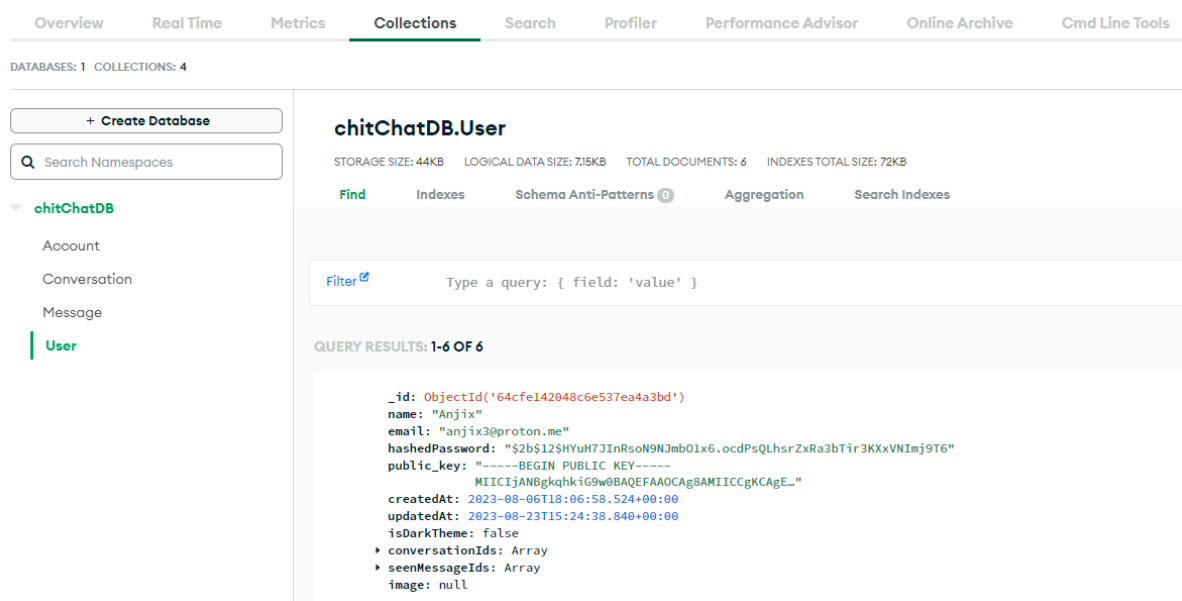 Overview Real Time Metrics Collections Search Profiler Performance Advisor Online Archive Cmd Line Tools
DATABASES: 1 COLLECTIONS: 4
+ Create Database
Search Namespaces
chitChatDB
Account
Conversation
Message
User
chitChatDB.User
STORAGE SIZE: 44KB LOGICAL DATA SIZE: 7.15KB TOTAL DOCUMENTS: 6 INDEXES TOTAL SIZE: 72KB
Find Indexes Schema Anti-Patterns 0 Aggregation Search Indexes
Filter Type a query: { field: 'value' }
QUERY RESULTS: 1-6 OF 6
_id: ObjectId('64cfe142048c6e537ea4a3bd')
name: "Anjix"
email: "anjix3@proton.me"
hashedPassword: "$2b$12$HYuH7JInRsoN9NJmbOlx6.ocdPsQLhsrZxRa3bTir3KXxVNImj9T6"
public_key: "-----BEGIN PUBLIC KEY-----
MIICIjANBgkqhkiG9w0BAQEFAAOCAg8AMIICCgKCAgE…"
createdAt: 2023-08-06T18:06:58.524+00:00
updatedAt: 2023-08-23T15:24:38.840+00:00
isDarkTheme: false
conversationIds: Array
seenMessageIds: Array
image: null